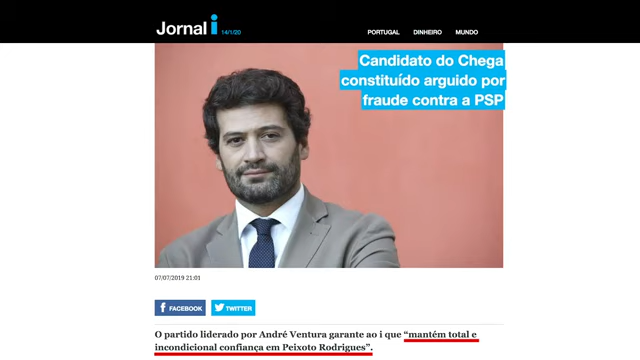 Jornal i 14/1/20
PORTUGAL DINHEIRO MUNDO
Candidato do Chega
constituído arguido por
fraude contra a PSP
07/07/2019 21:01
FACEBOOK TWITTER
O partido liderado por André Ventura garante ao i que “mantém total e
incondicional confiança em Peixoto Rodrigues”.